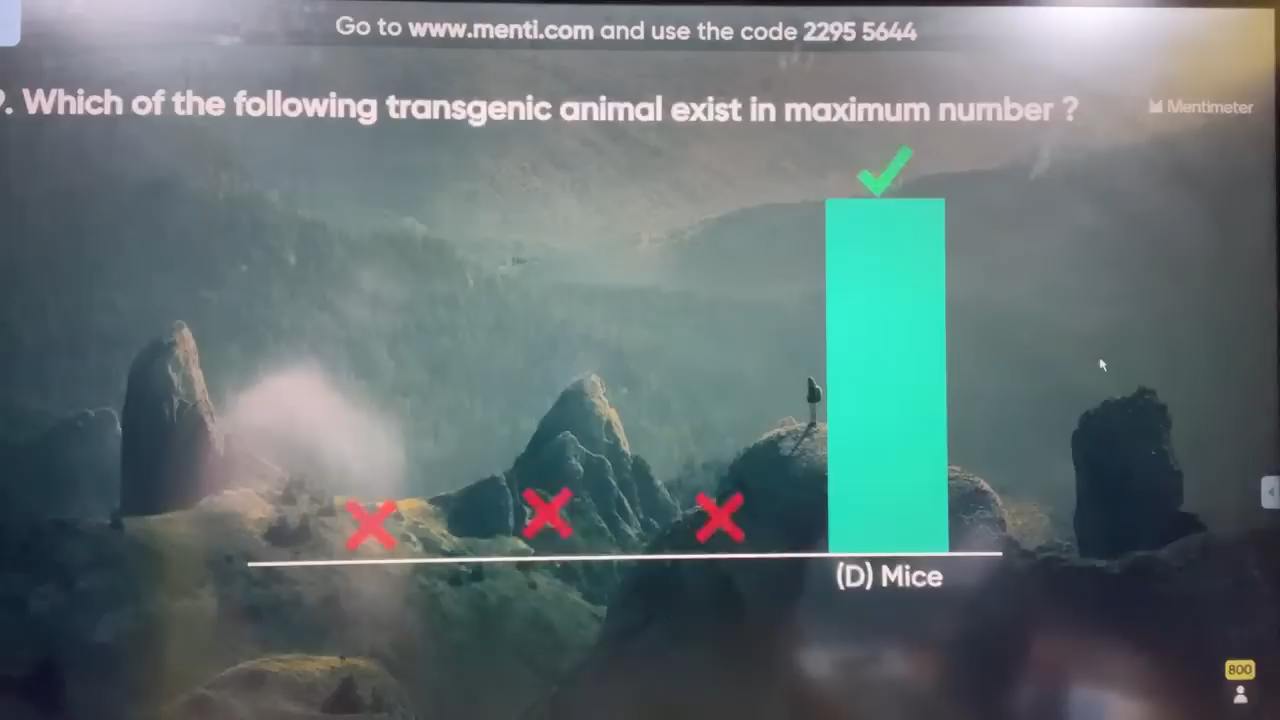 Go to www.menti.com and use the code 2295 5644
. Which of the following transgenic animal exist in maximum number ?
Mentimeter
(D) Mice
800